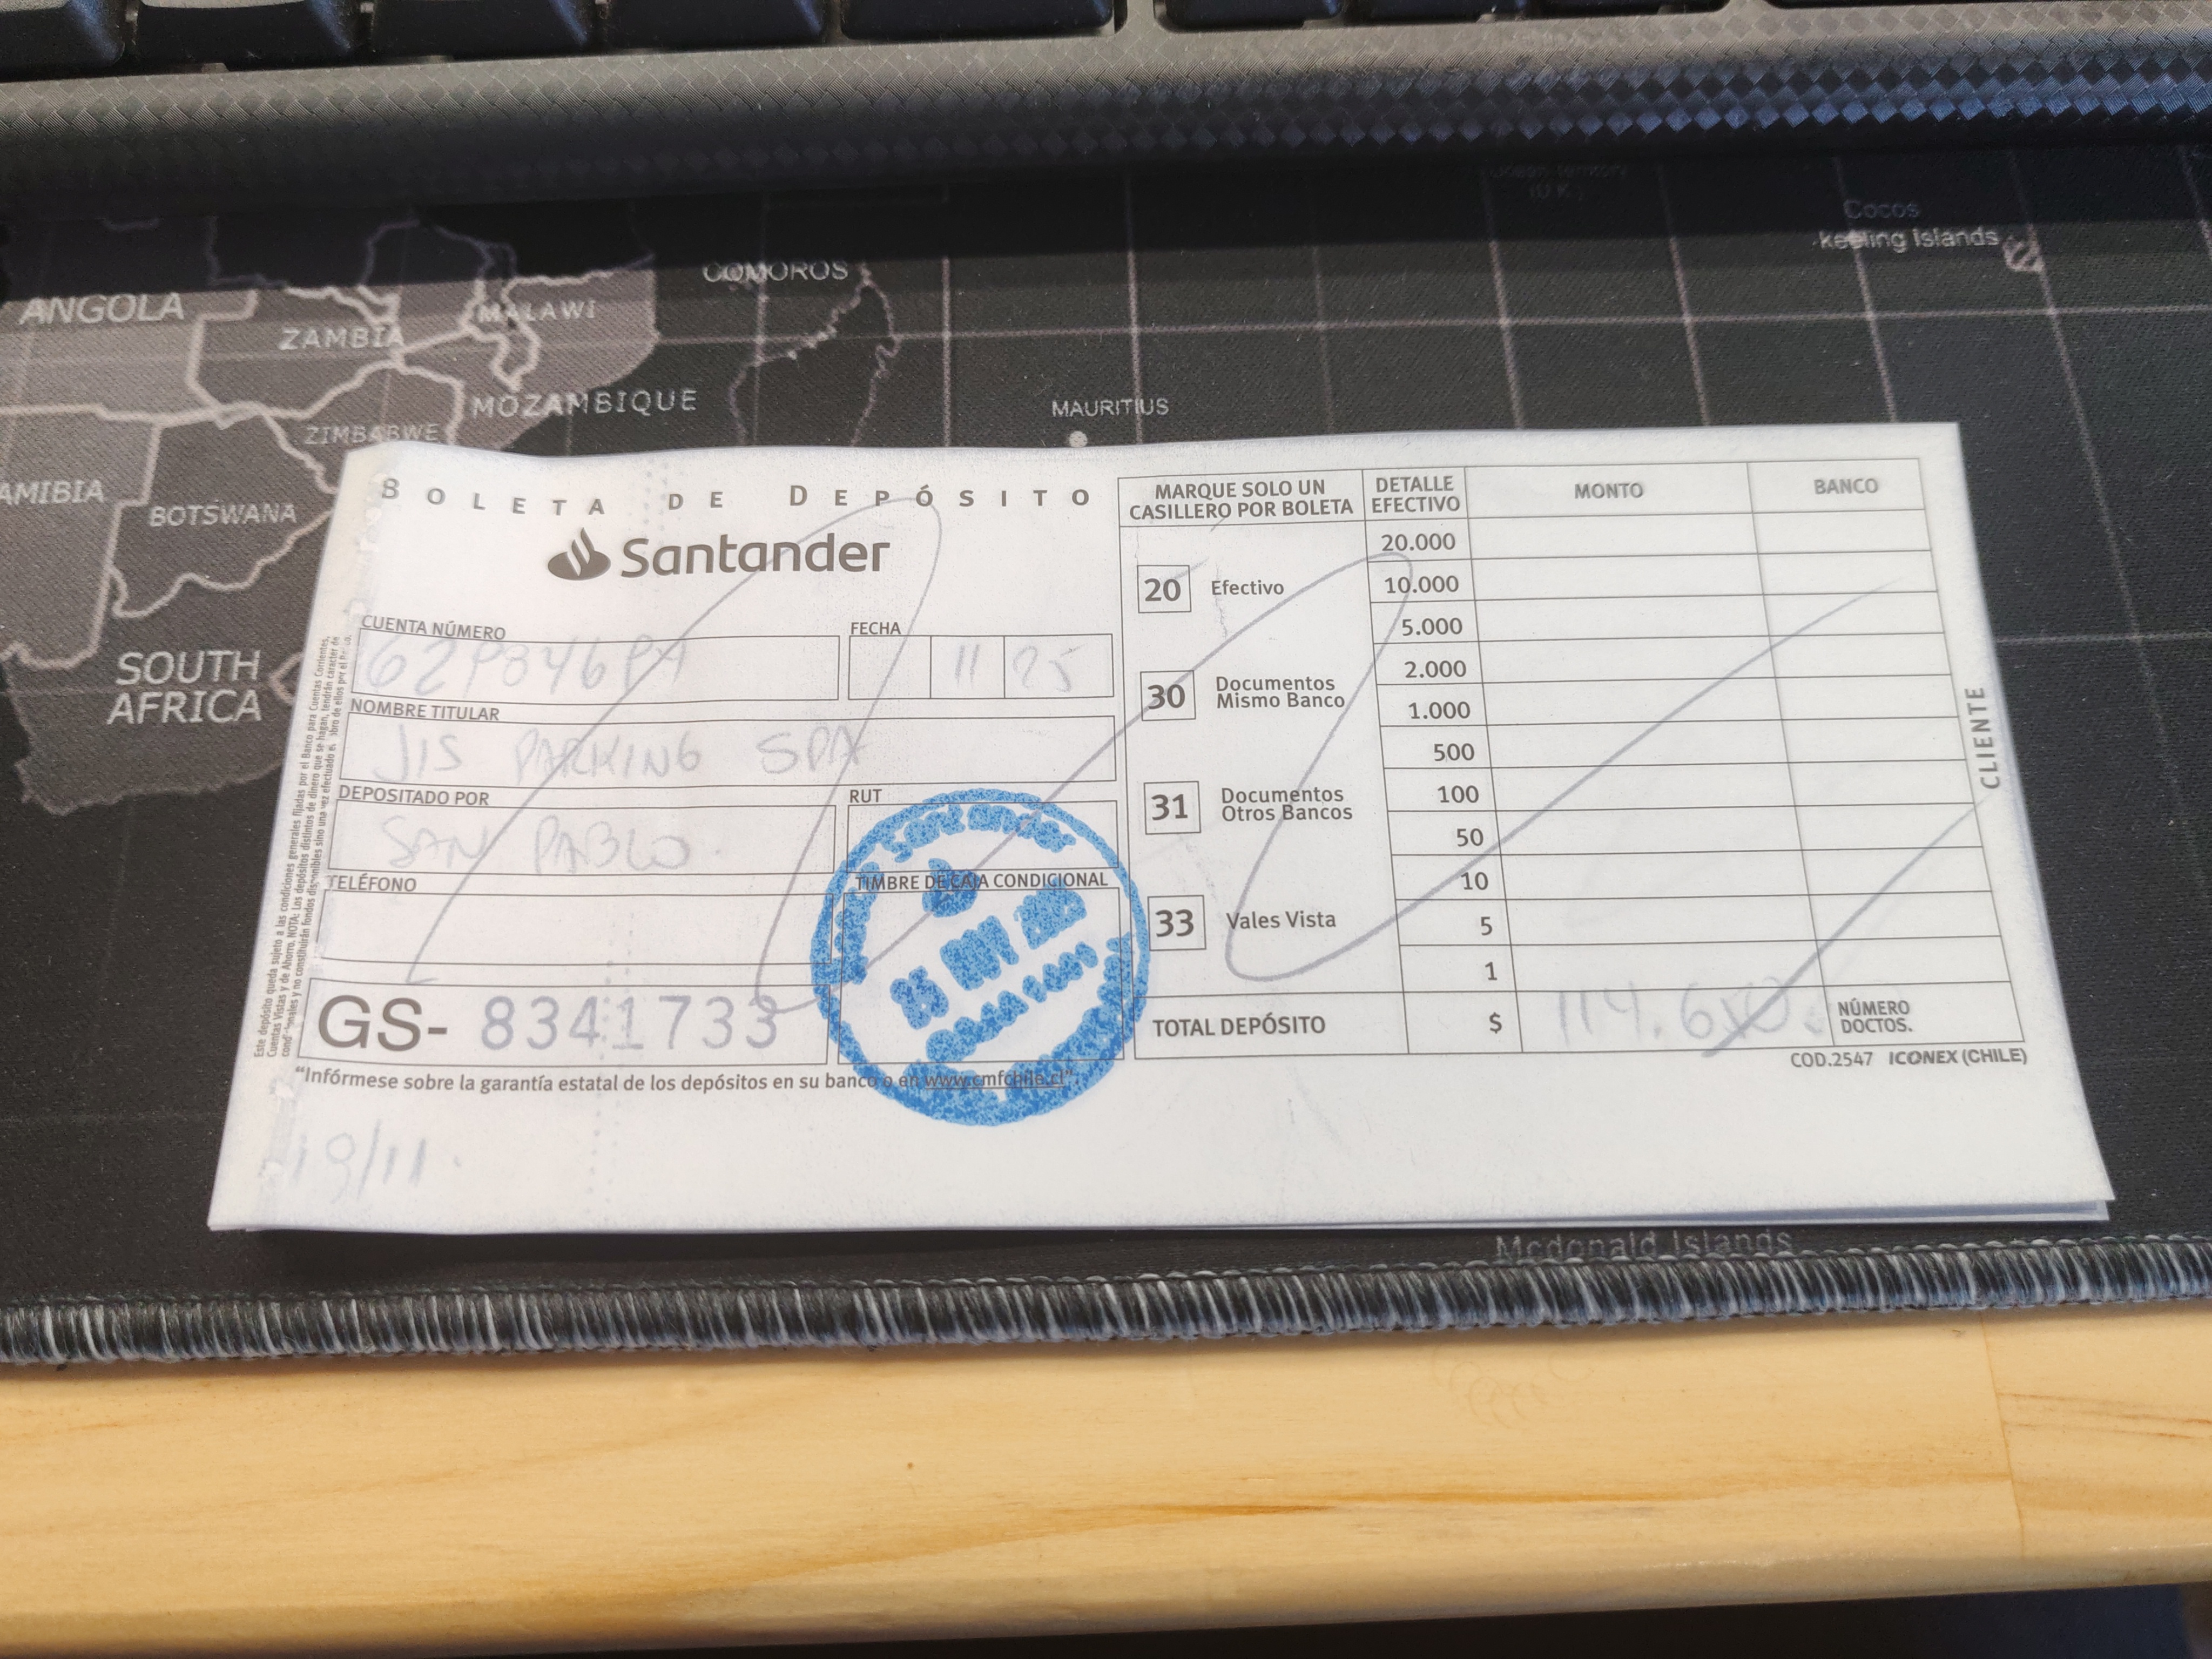 COMOROS
Cocos
keeling Islands
ANGOLA
ZAMBIA
MALAWI
MOZAMBIQUE
ZIMBABWE
MAURITIUS
AMIBIA
BOTSWANA
SOUTH
AFRICA
BOLETA DE DEPÓSITO
Santander
CUENTA NÚMERO
FECHA
11 25
NOMBRE TITULAR
JIS PARKING SPA
DEPOSITADO POR
RUT
SAN PABLO
TELÉFONO
TIMBRE DE CAJA CONDICIONAL
GS- 8341733
"Infórmese sobre la garantía estatal de los depósitos en su banco o en www.cmfchile.cl"
19/11
MARQUE SOLO UN
CASILLERO POR BOLETA
DETALLE
EFECTIVO
MONTO
BANCO
20 Efectivo
30 Documentos
Mismo Banco
31 Documentos
Otros Bancos
33 Vales Vista
20.000
10.000
5.000
2.000
1.000
500
100
50
10
5
1
TOTAL DEPÓSITO
$
114.650
NÚMERO
DOCTOS.
COD.2547 ICONEX (CHILE)
CLIENTE
Mcdonald Islands